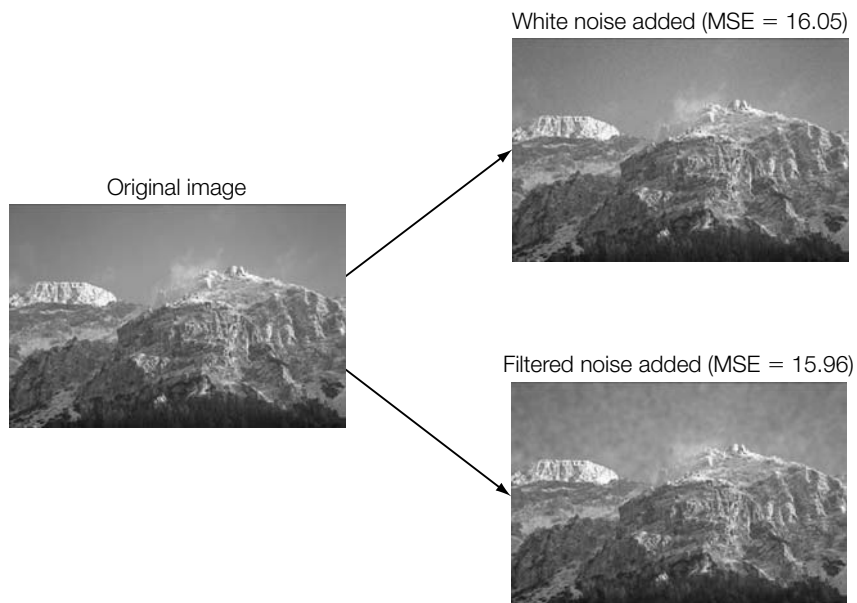 White noise added (MSE = 16.05)
Original image
Filtered noise added (MSE = 15.96)